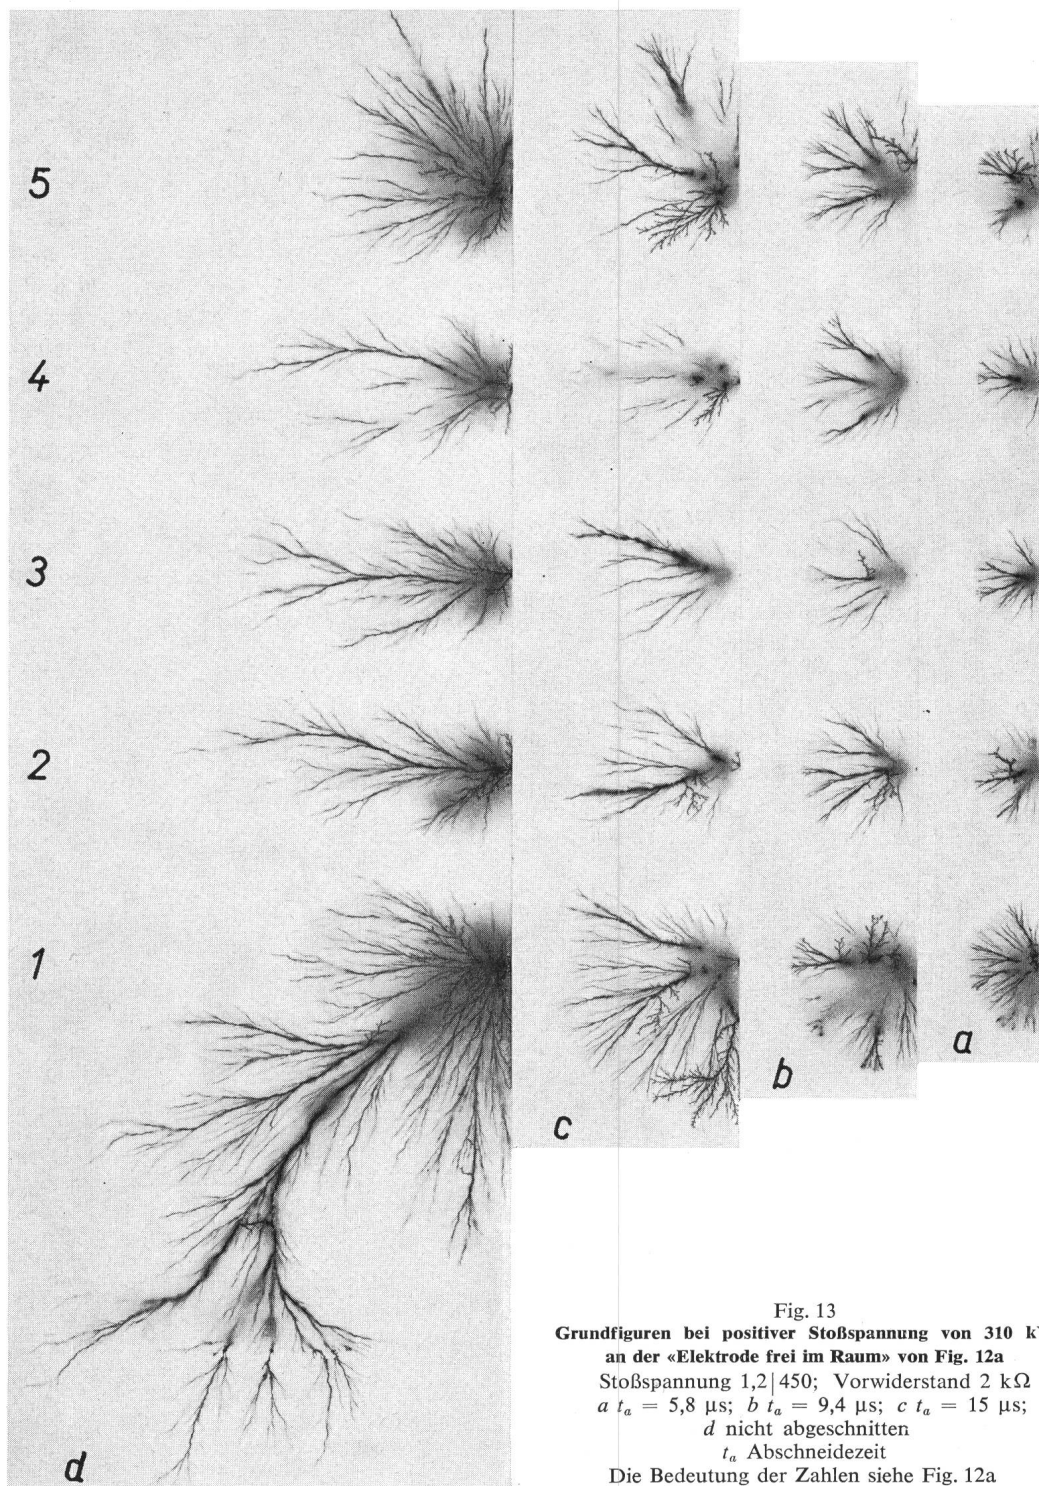 5
4
3
2
1
a
b
c
d
Fig. 13
Grundfiguren bei positiver Stoßspannung von 310
an der «Elektrode frei im Raum» von Fig. 12a
Stoßspannung 1,2|450; Vorwiderstand 2 kΩ
a tₐ = 5,8 μs; b tₐ = 9,4 μs; c tₐ = 15 μs;
d nicht abgeschnitten
tₐ Abschneidezeit
Die Bedeutung der Zahlen siehe Fig. 12a